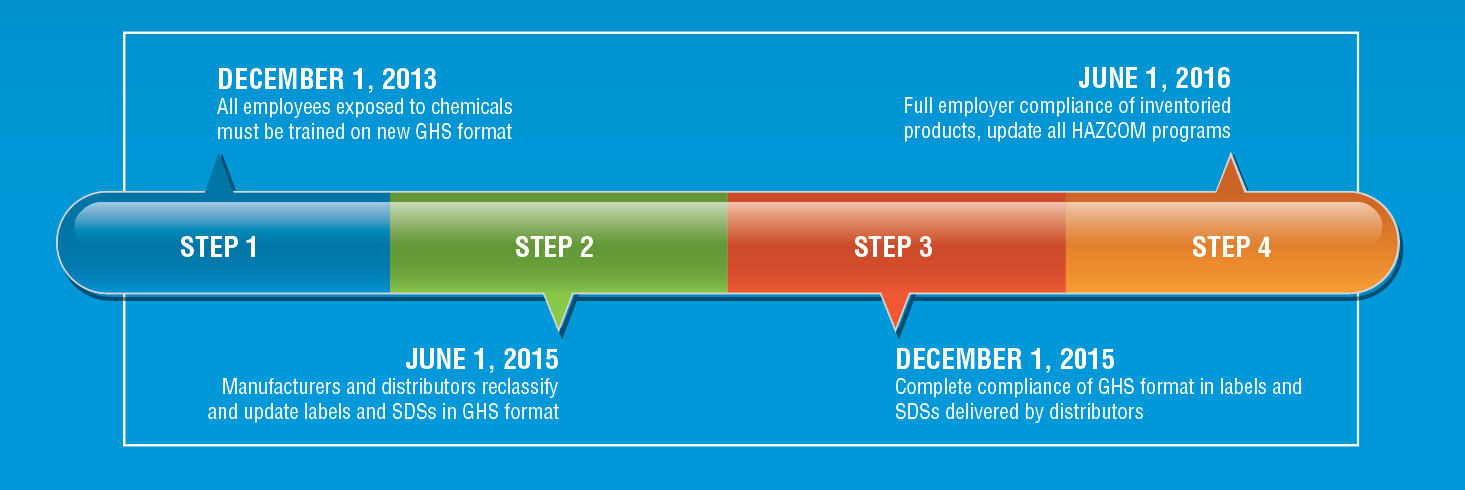 DECEMBER 1, 2013
All employees exposed to chemicals
must be trained on new GHS format
JUNE 1, 2016
Full employer compliance of inventoried
products, update all HAZCOM programs
STEP 1
STEP 2
STEP 3
STEP 4
JUNE 1, 2015
Manufacturers and distributors reclassify
and update labels and SDSs in GHS format
DECEMBER 1, 2015
Complete compliance of GHS format in labels and
SDSs delivered by distributors